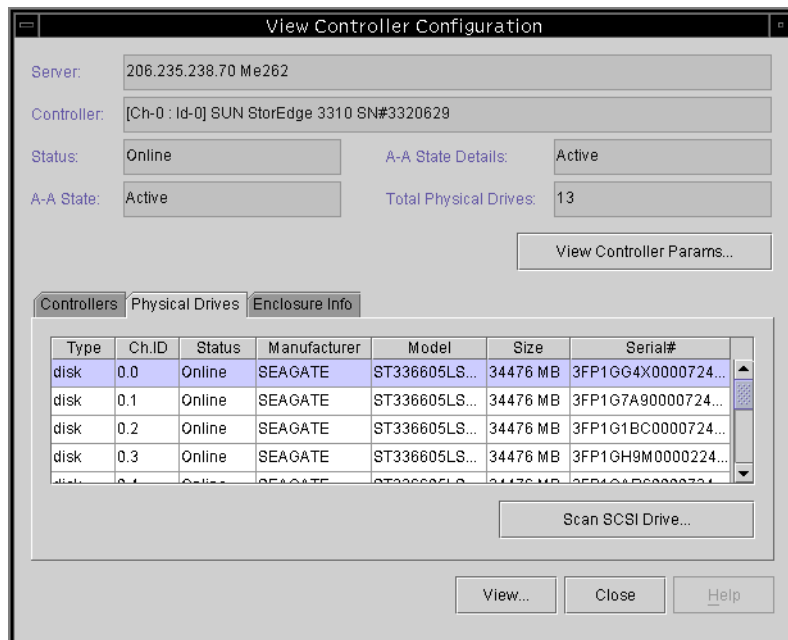 View Controller Configuration
Server: 206.235.238.70 Me262
Controller: [Ch-0 : Id-0] SUN StorEdge 3310 SN#3320629
Status: Online A-A State Details: Active
A-A State: Active Total Physical Drives: 13
View Controller Params...
Controllers Physical Drives Enclosure Info
Type Ch.ID Status Manufacturer Model Size Serial#
disk 0.0 Online SEAGATE ST336605LS... 34476 MB 3FP1GG4X0000724...
disk 0.1 Online SEAGATE ST336605LS... 34476 MB 3FP1G7A90000724...
disk 0.2 Online SEAGATE ST336605LS... 34476 MB 3FP1G1BC0000724...
disk 0.3 Online SEAGATE ST336605LS... 34476 MB 3FP1GH9M0000224...
Scan SCSI Drive...
View... Close Help